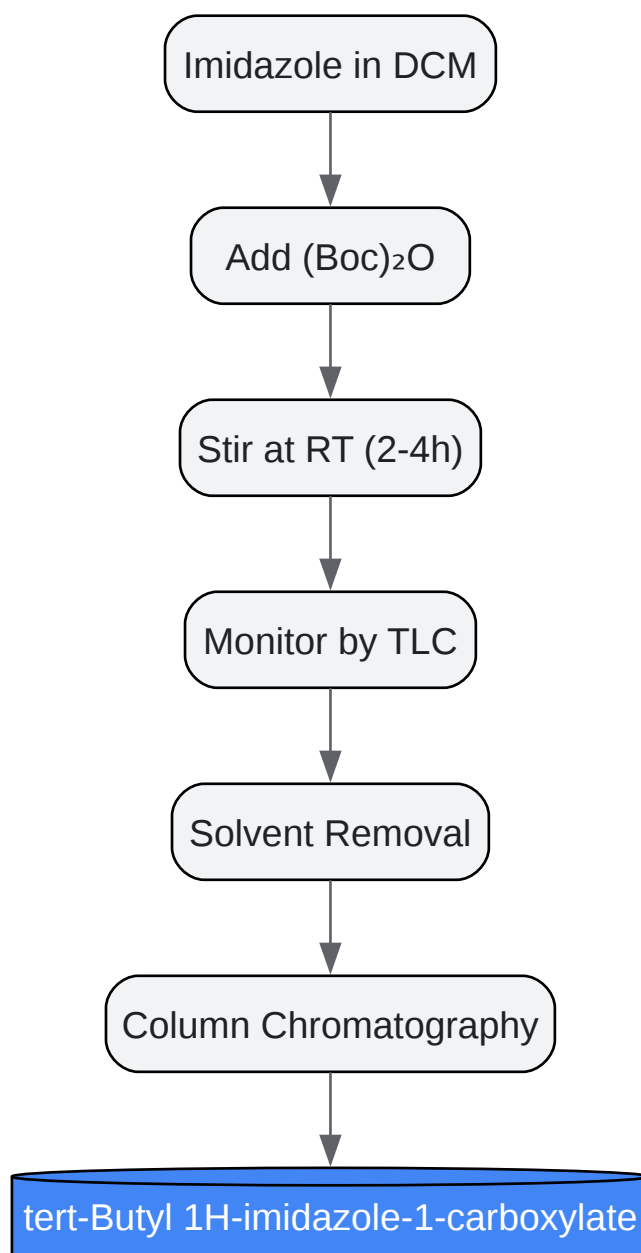 Imidazole in DCM
Add (Boc)₂O
Stir at RT (2-4h)
Monitor by TLC
Solvent Removal
Column Chromatography
tert-Butyl 1H-imidazole-1-carboxylate